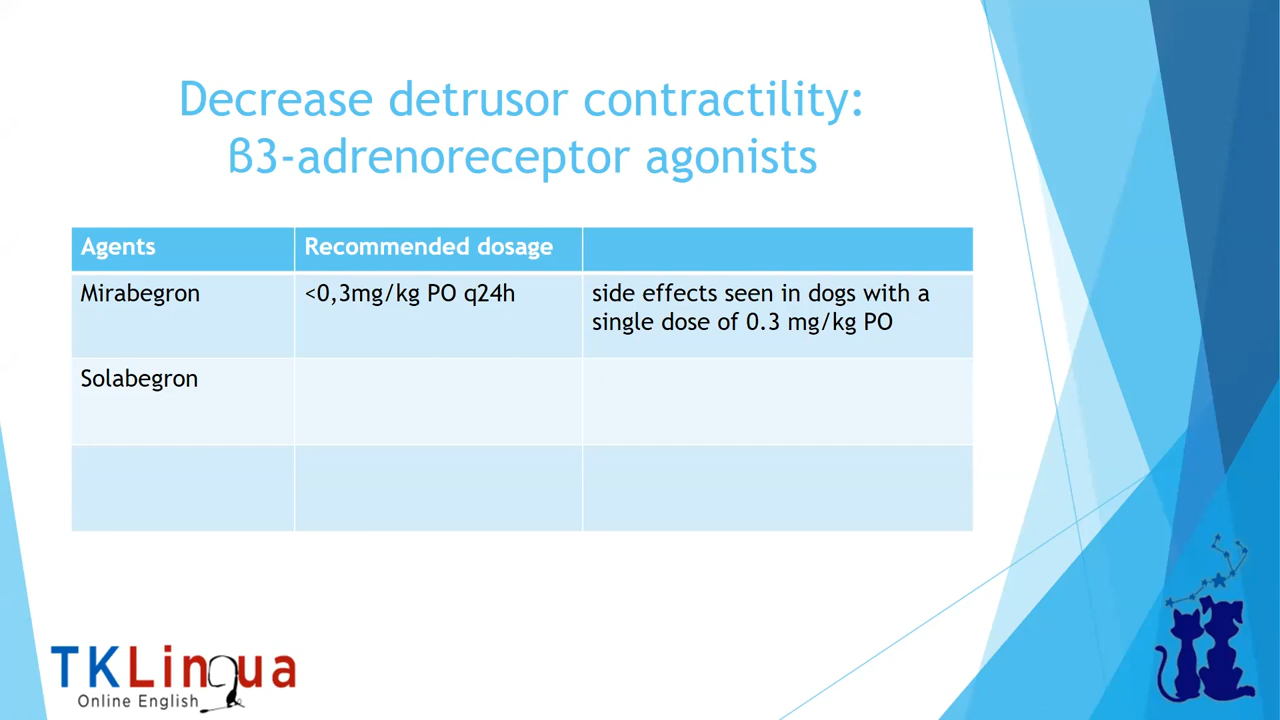 Decrease detrusor contractility:
β3-adrenoreceptor agonists
Agents
Recommended dosage
Mirabegron
<0,3mg/kg PO q24h
side effects seen in dogs with a
single dose of 0.3 mg/kg PO
Solabegron
TKLingua
Online English